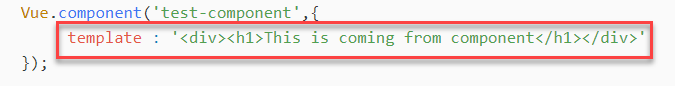 Vue.component('test-component',{
template : '<div><h1>This is coming from component</h1></div>'
});